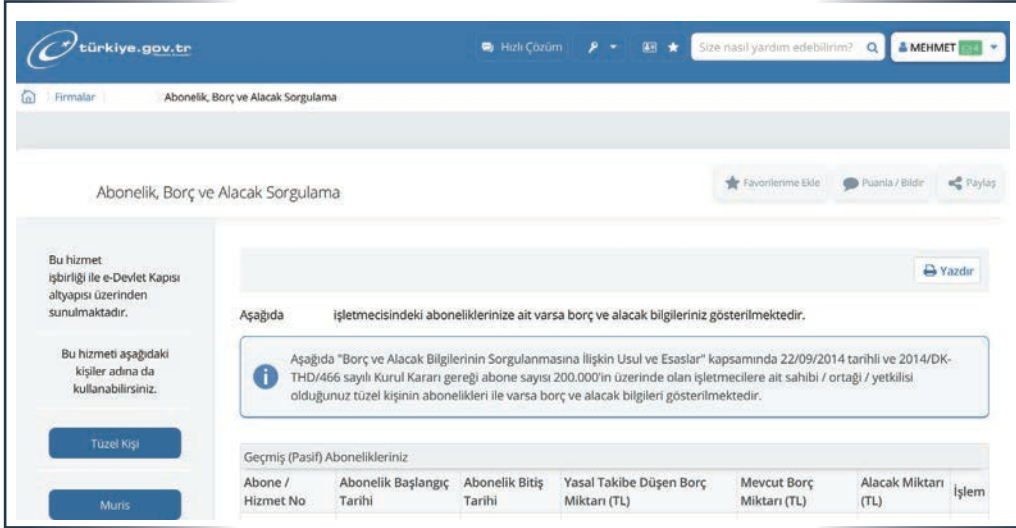 türkiye.gov.tr
Hızlı Çözüm
Size nasıl yardım edebilirim?
MEHMET
Firmalar
Abonelik, Borç ve Alacak Sorgulama
Abonelik, Borç ve Alacak Sorgulama
Favorilerime Ekle
Puanla / Bildir
Paylaş
Bu hizmet
işbirliği ile e-Devlet Kapısı
altyapısı üzerinden
sunulmaktadır.
Bu hizmeti aşağıdaki
kişiler adına da
kullanabilirsiniz.
Tüzel Kişi
Muris
Yazdır
Aşağıda işletmecisindeki aboneliklerinize ait varsa borç ve alacak bilgileriniz gösterilmektedir.
Aşağıda "Borç ve Alacak Bilgilerinin Sorgulanmasına İlişkin Usul ve Esaslar" kapsamında 22/09/2014 tarihli ve 2014/DK-
THD/466 sayılı Kurul Kararı gereği abone sayısı 200.000'in üzerinde olan işletmecilere ait sahibi / ortaği / yetkilisi
olduğunuz tüzel kişinin abonelikleri ile varsa borç ve alacak bilgileri gösterilmektedir.
Geçmiş (Pasif) Abonelikleriniz
Abone / Hizmet No
Abonelik Başlangıç Tarihi
Abonelik Bitiş Tarihi
Yasal Takibe Düşen Borç Miktarı (TL)
Mevcut Borç Miktarı (TL)
Alacak Miktarı (TL)
İşlem